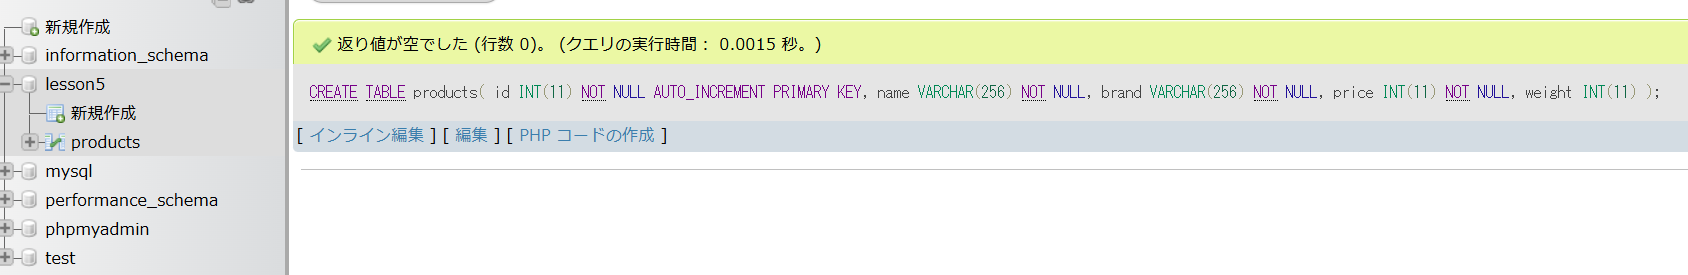 新規作成
information_schema
lesson5
新規作成
products
mysql
performance_schema
phpmyadmin
test
返り値が空でした (行数 0)。 (クエリの実行時間： 0.0015 秒。)
CREATE TABLE products( id INT(11) NOT NULL AUTO_INCREMENT PRIMARY KEY, name VARCHAR(256) NOT NULL, brand VARCHAR(256) NOT NULL, price INT(11) NOT NULL, weight INT(11) );
[ インライン編集 ] [ 編集 ] [ PHP コードの作成 ]